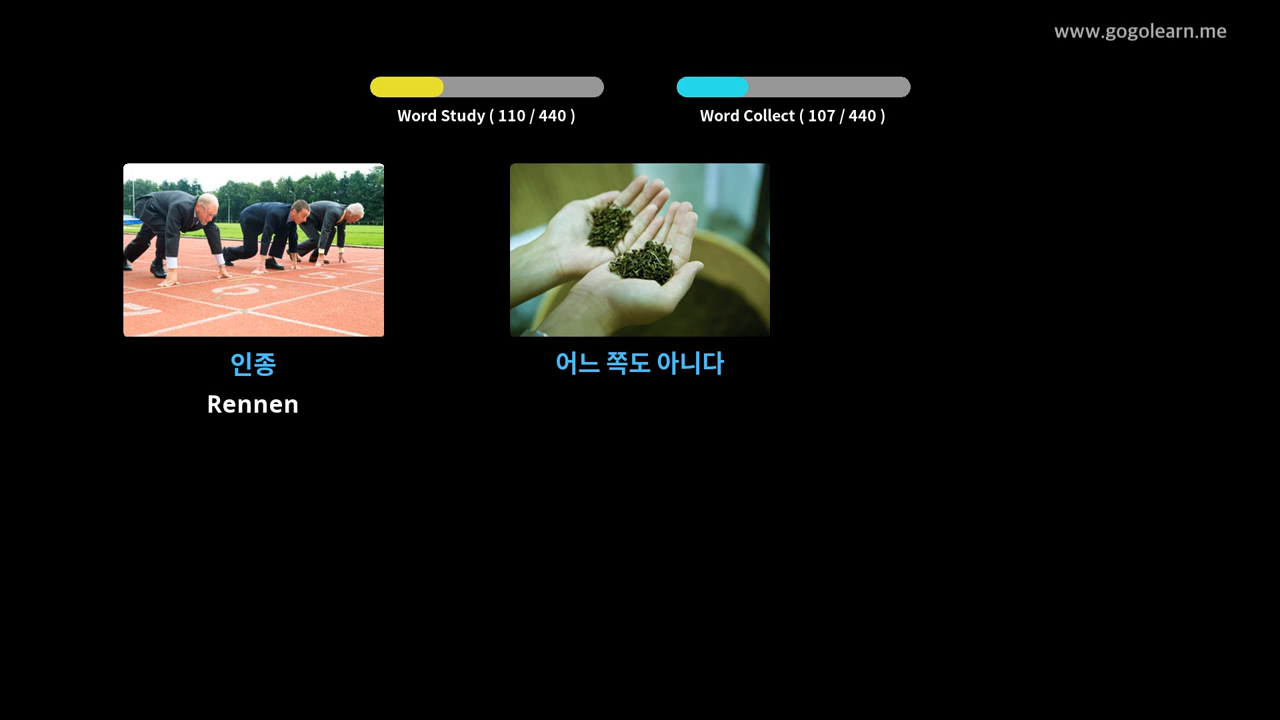 www.gogolearn.me
Word Study ( 110 / 440 )
Word Collect ( 107 / 440 )
인종
Rennen
어느 쪽도 아니다